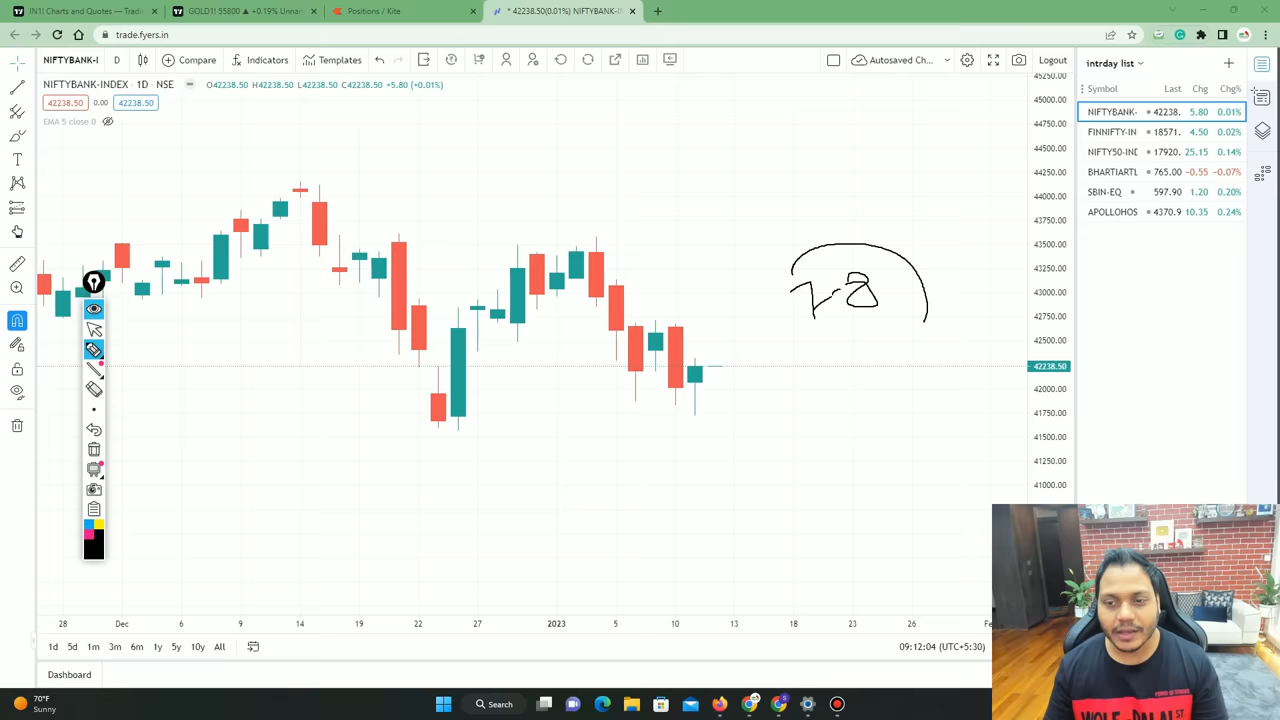 IN1! Charts and Quotes — Tradi
GOLD1! 55800 ▲ +0.19% Unnam
Positions / Kite
* 42238.50(0.01%) NIFTYBANK-IN
trade.fyers.in
NIFTYBANK-I D Compare Indicators Templates Autosaved Ch... Logout
NIFTYBANK-INDEX · 1D · NSE O42238.50 H42238.50 L42238.50 C42238.50 +5.80 (+0.01%)
42238.50 0.00 42238.50
EMA 5 close 0
45250.00
45000.00
44750.00
44500.00
44250.00
44000.00
43750.00
43500.00
43250.00
43000.00
42750.00
42500.00
42238.50
42000.00
41750.00
41500.00
41250.00
41000.00
7-8
28 Dec 6 9 14 19 22 27 2023 5 10 13 18 23 26 Fe
1d 5d 1m 3m 6m 1y 5y 10y All
09:12:04 (UTC+5:30)
Dashboard
intrday list
Symbol Last Chg Chg%
NIFTYBANK- 42238. 5.80 0.01%
FINNIFTY-IN 18571. 4.50 0.02%
NIFTY50-IND 17920. 25.15 0.14%
BHARTIARTL 765.00 −0.55 −0.07%
SBIN-EQ 597.90 1.20 0.20%
APOLLOHOS 4370.9 10.35 0.24%
70°F
Sunny
Search